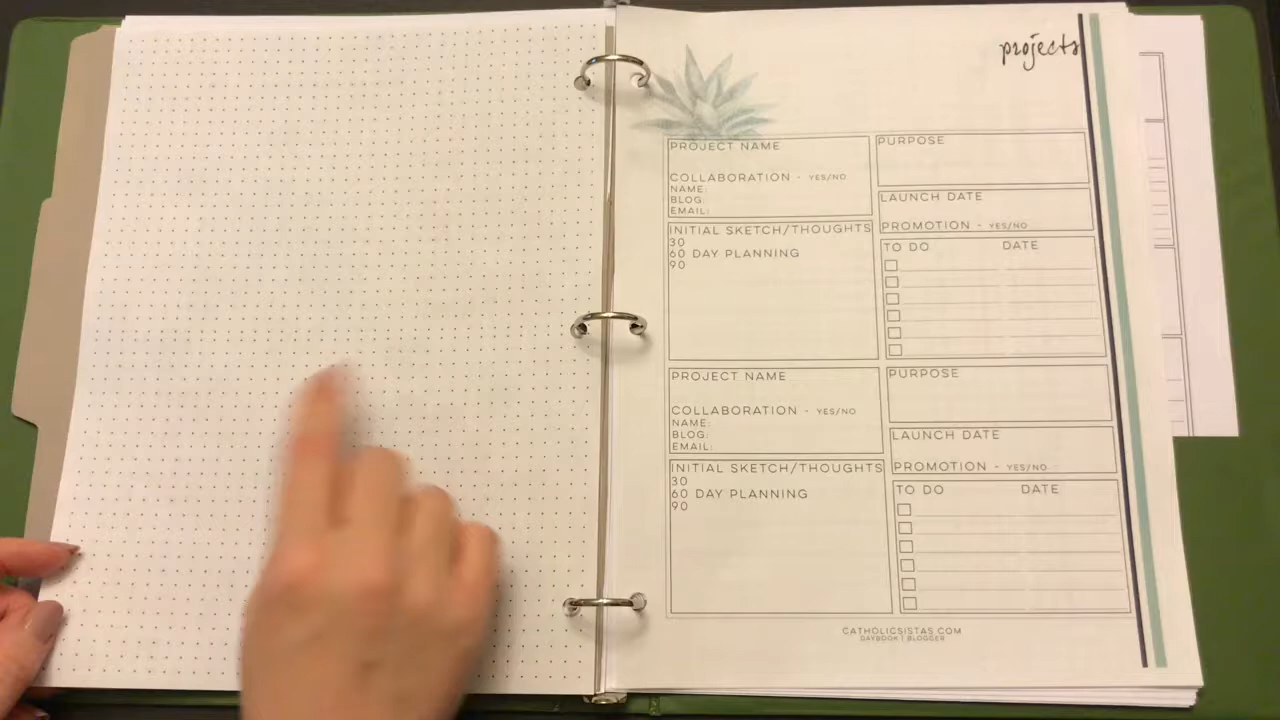 projects
PROJECT NAME
COLLABORATION - YES/NO
NAME:
BLOG:
EMAIL:
PURPOSE
LAUNCH DATE
PROMOTION - YES/NO
INITIAL SKETCH/THOUGHTS
30
60 DAY PLANNING
90
TO DO DATE
PROJECT NAME
COLLABORATION - YES/NO
NAME:
BLOG:
EMAIL:
PURPOSE
LAUNCH DATE
PROMOTION - YES/NO
INITIAL SKETCH/THOUGHTS
30
60 DAY PLANNING
90
TO DO DATE
CATHOLICSISTAS.COM
DAYBOOK | BLOGGER